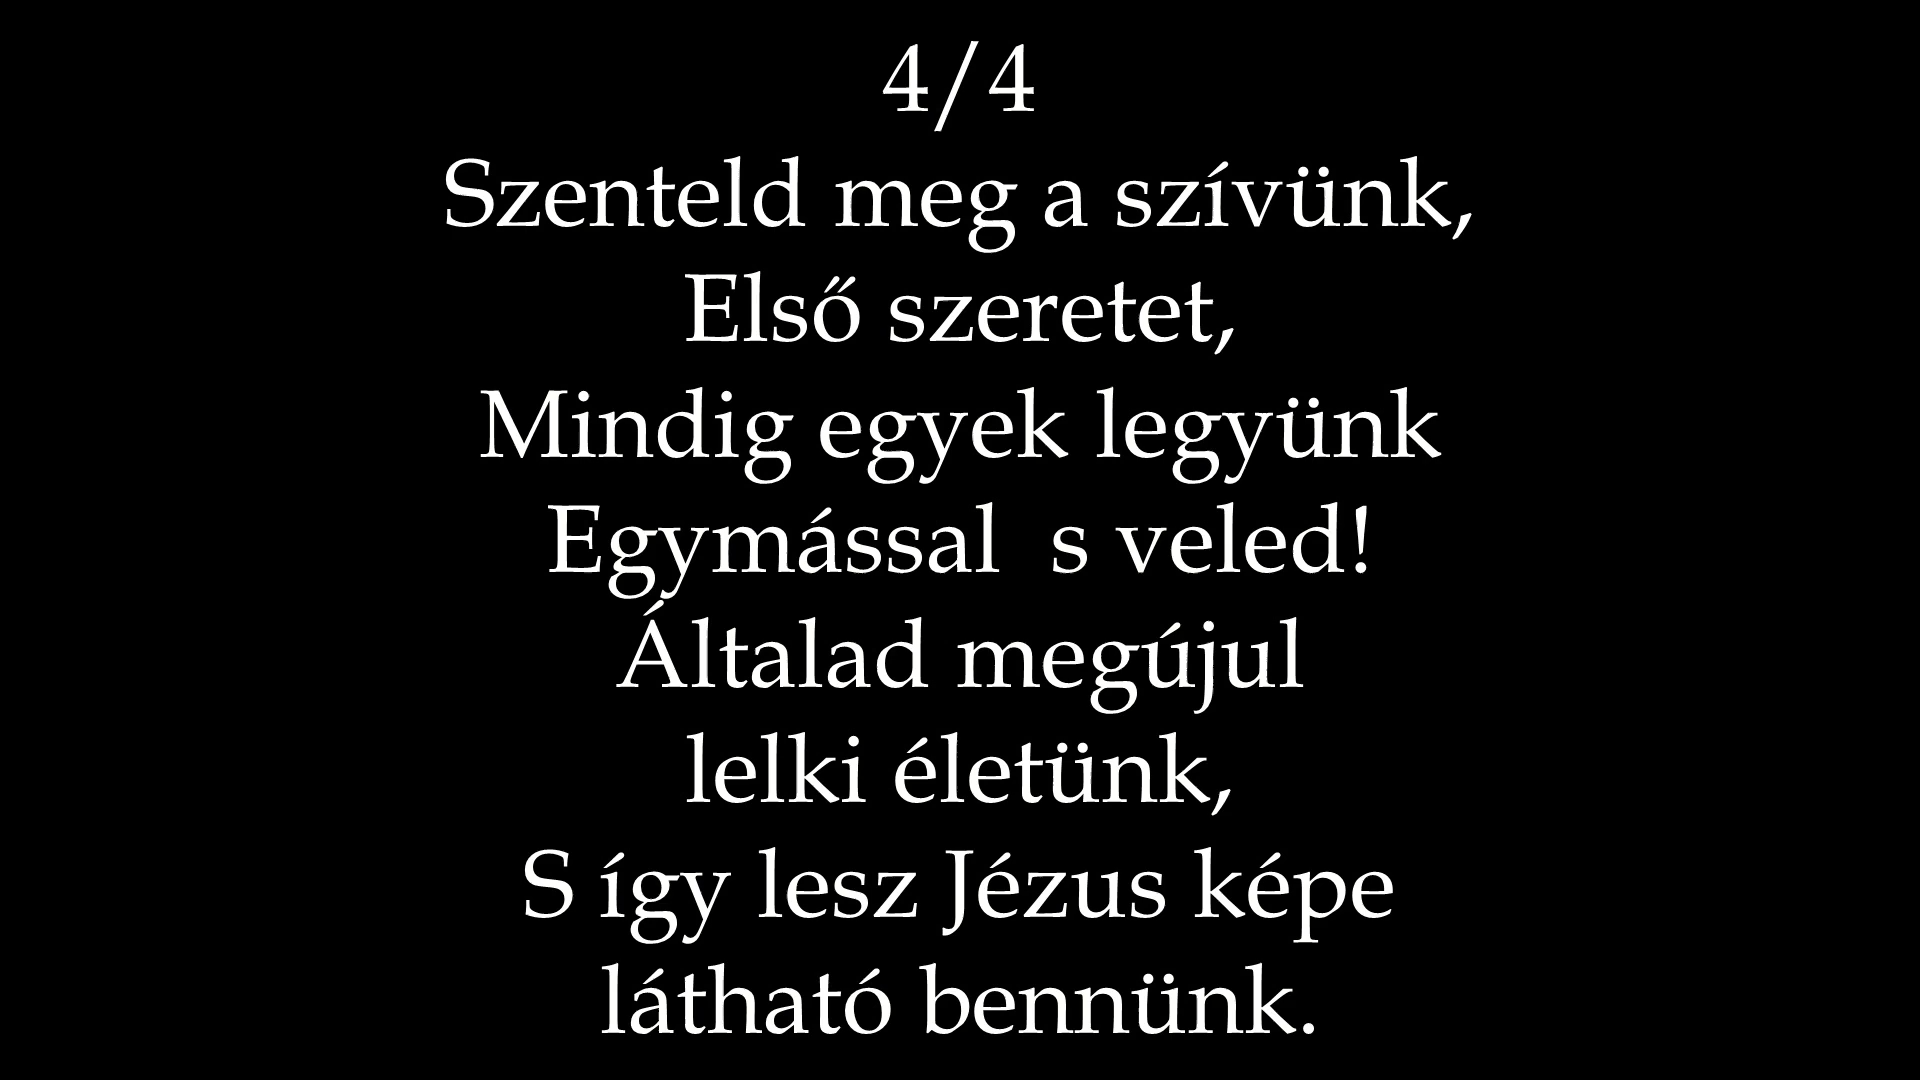 4/4
Szenteld meg a szívünk,
Első szeretet,
Mindig egyek legyünk
Egymással  s veled!
Általad megújul
lelki életünk,
S így lesz Jézus képe
látható bennünk.